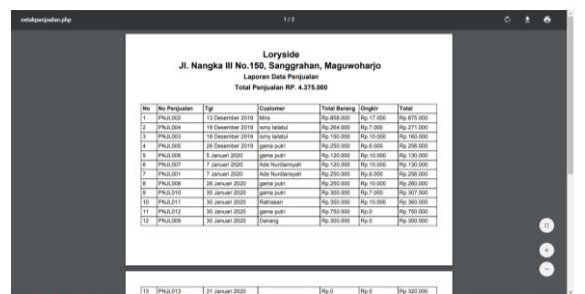 cetakpenjualan.php
1 / 2
Loryside
Jl. Nangka III No.150, Sanggrahan, Maguwoharjo
Laporan Data Penjualan
Total Penjualan RP. 4.375.000
No No Penjualan Tgl Customer Total Barang Ongkir Total
1 PNJL002 13 Desember 2019 Mira Rp.858.000 Rp.17.000 Rp.875.000
2 PNJL004 18 Desember 2019 ismy lailatul Rp.264.000 Rp.7.000 Rp.271.000
3 PNJL003 18 Desember 2019 ismy lailatul Rp.150.000 Rp.10.000 Rp.160.000
4 PNJL005 26 Desember 2019 game putri Rp.250.000 Rp.6.000 Rp.256.000
5 PNJL006 5 Januari 2020 game putri Rp.120.000 Rp.10.000 Rp.130.000
6 PNJL007 7 Januari 2020 Ade Nurdiansyah Rp.120.000 Rp.10.000 Rp.130.000
7 PNJL001 7 Januari 2020 Ade Nurdiansyah Rp.250.000 Rp.6.000 Rp.256.000
8 PNJL008 28 Januari 2020 game putri Rp.250.000 Rp.10.000 Rp.260.000
9 PNJL010 30 Januari 2020 game putri Rp.300.000 Rp.7.000 Rp.307.000
10 PNJL011 30 Januari 2020 Ratnasari Rp.350.000 Rp.10.000 Rp.360.000
11 PNJL012 30 Januari 2020 game putri Rp.750.000 Rp.0 Rp.750.000
12 PNJL009 30 Januari 2020 Danang Rp.300.000 Rp.0 Rp.300.000
13 PNJL013 31 Januari 2020 Rp.0 Rp.0 Rp.320.000